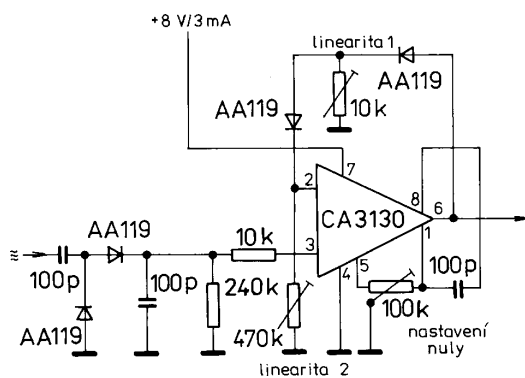 +8 V/3 mA
linearita 1
AA119
10k
AA119
7
2
8
6
CA3130
1
AA119
10k
3
5
4
≈
100p
100p
240k
470k
100k
100p
AA119
nastavení
nuly
linearita 2